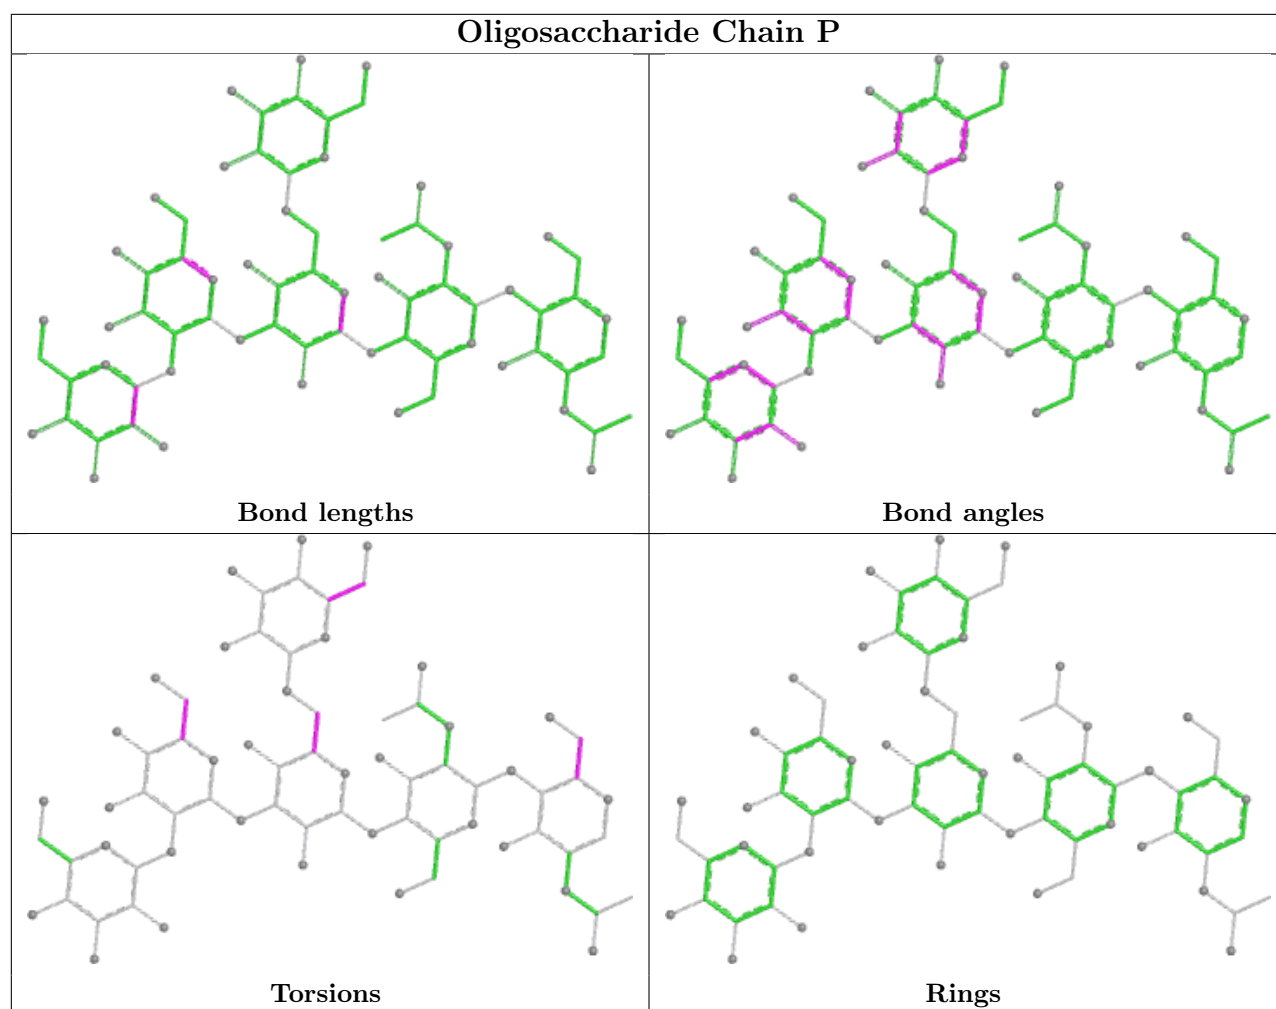 Oligosaccharide Chain P
Bond lengths
Bond angles
Torsions
Rings